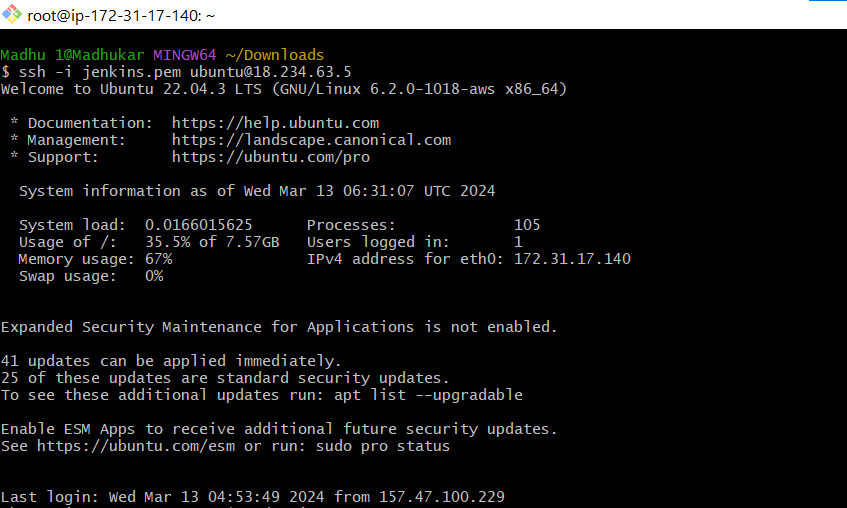 root@ip-172-31-17-140: ~
Madhu 1@Madhukar MINGW64 ~/Downloads
$ ssh -i jenkins.pem ubuntu@18.234.63.5
Welcome to Ubuntu 22.04.3 LTS (GNU/Linux 6.2.0-1018-aws x86_64)
* Documentation:  https://help.ubuntu.com
* Management:     https://landscape.canonical.com
* Support:        https://ubuntu.com/pro
System information as of Wed Mar 13 06:31:07 UTC 2024
System load:  0.0166015625      Processes:             105
Usage of /:   35.5% of 7.57GB   Users logged in:       1
Memory usage: 67%               IPv4 address for eth0: 172.31.17.140
Swap usage:   0%
Expanded Security Maintenance for Applications is not enabled.
41 updates can be applied immediately.
25 of these updates are standard security updates.
To see these additional updates run: apt list --upgradable
Enable ESM Apps to receive additional future security updates.
See https://ubuntu.com/esm or run: sudo pro status
Last login: Wed Mar 13 04:53:49 2024 from 157.47.100.229